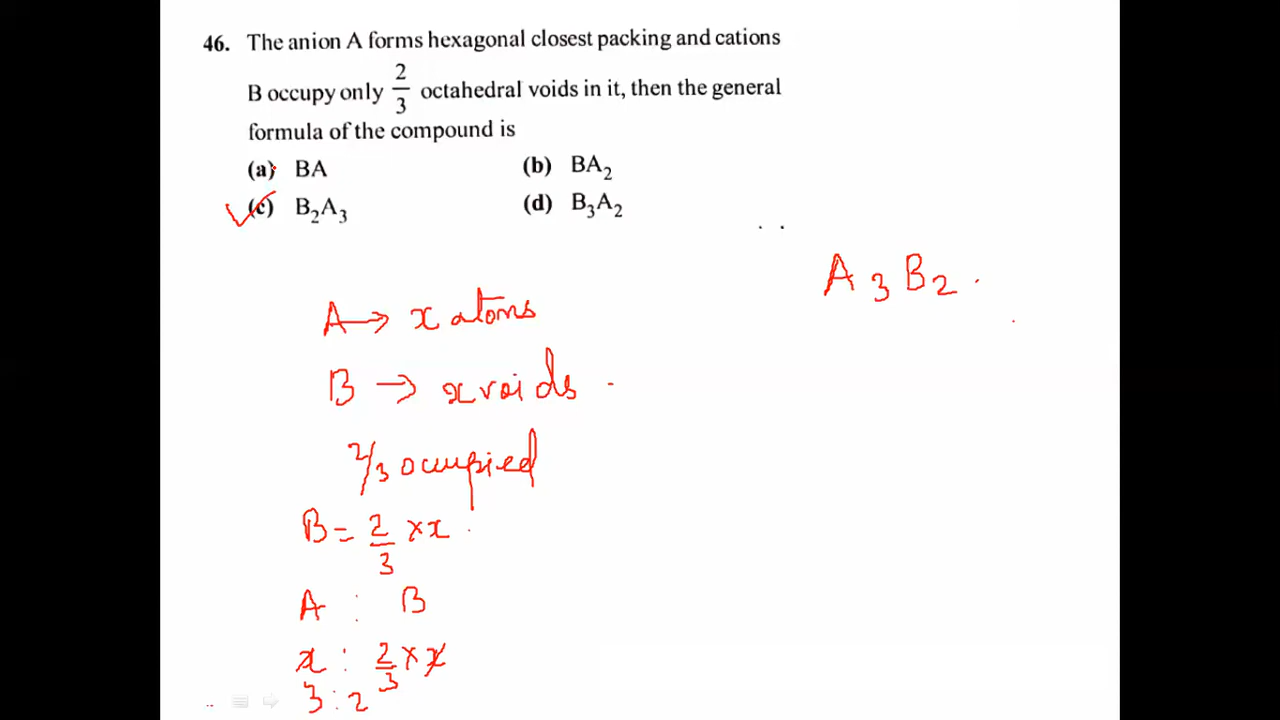 46. The anion A forms hexagonal closest packing and cations
B occupy only 2/3 octahedral voids in it, then the general
formula of the compound is
(a) BA (b) BA₂
(c) B₂A₃ (d) B₃A₂
A₃B₂.
A → x atoms
B → x voids
2/3 occupied
B = 2/3 × x
A : B
x : 2/3 × x
3 : 2